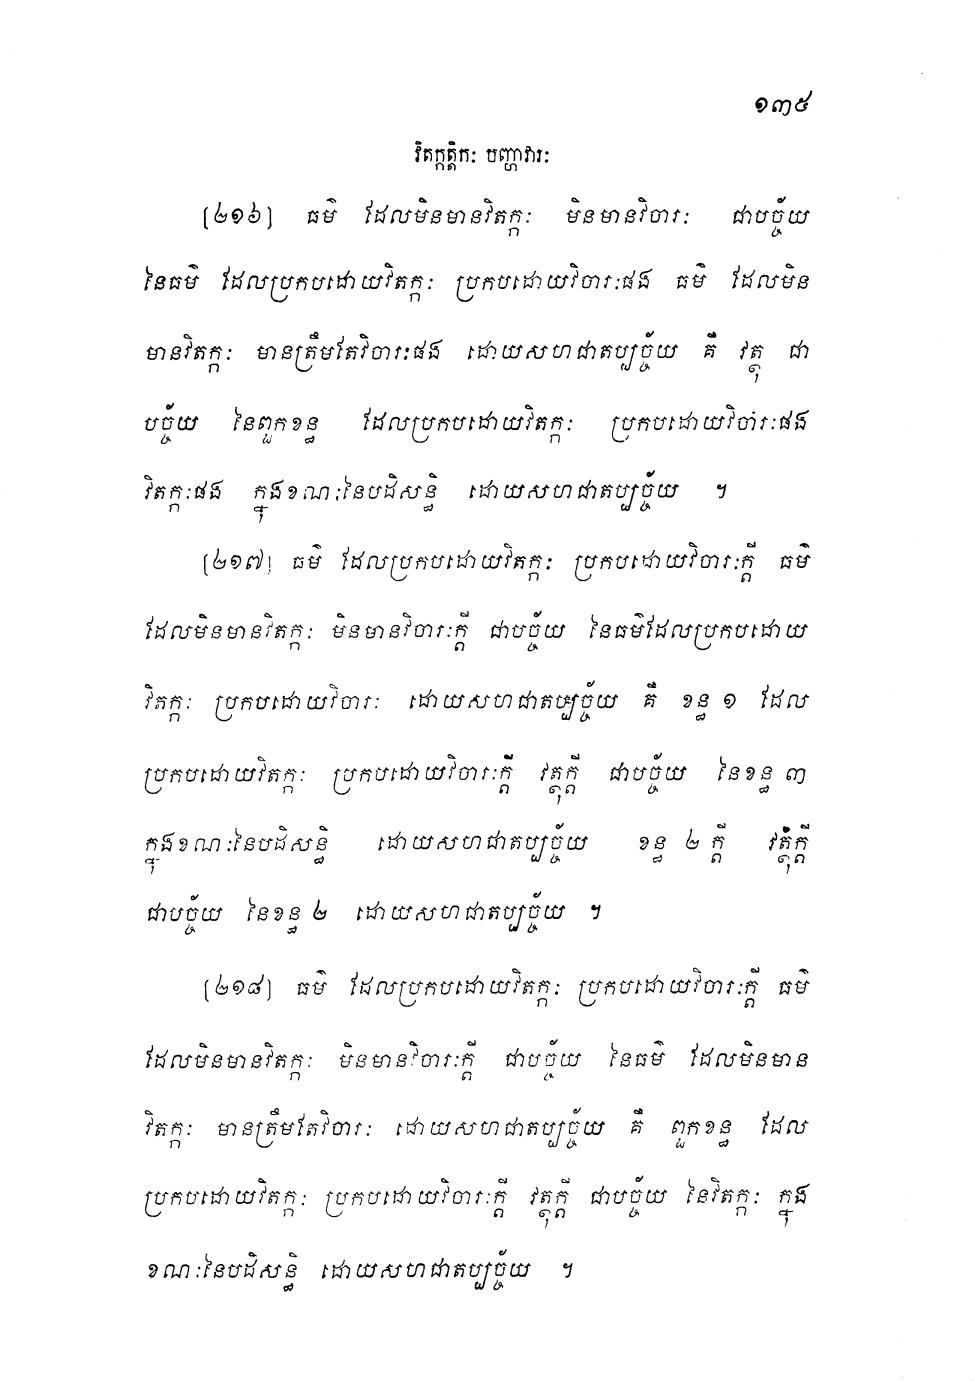 ១៣៥
វិតក្កត្តិកៈ បញ្ហាវារៈ
[២១៦] ធម៌ ដែលមិនមានវិតក្កៈ មិនមានវិចារៈ ជាបច្ច័យ
នៃធម៌ ដែលប្រកបដោយវិតក្កៈ ប្រកបដោយវិចារៈផង ធម៌ ដែលមិន
មានវិតក្កៈ មានត្រឹមតែវិចារៈផង ដោយសហជាតប្បច្ច័យ គឺ វត្ថុ ជា
បច្ច័យ នៃពួកខន្ធ ដែលប្រកបដោយវិតក្កៈ ប្រកបដោយវិចារៈផង
វិតក្កៈផង ក្នុងខណៈនៃបដិសន្ធិ ដោយសហជាតប្បច្ច័យ ។
[២១៧] ធម៌ ដែលប្រកបដោយវិតក្កៈ ប្រកបដោយវិចារៈក្តី ធម៌
ដែលមិនមានវិតក្កៈ មិនមានវិចារៈក្តី ជាបច្ច័យ នៃធម៌ដែលប្រកបដោយ
វិតក្កៈ ប្រកបដោយវិចារៈ ដោយសហជាតប្បច្ច័យ គឺ ខន្ធ ១ ដែល
ប្រកបដោយវិតក្កៈ ប្រកបដោយវិចារៈក្តី វត្ថុក្តី ជាបច្ច័យ នៃខន្ធ ៣
ក្នុងខណៈនៃបដិសន្ធិ ដោយសហជាតប្បច្ច័យ ខន្ធ ២ ក្តី វត្ថុក្តី
ជាបច្ច័យ នៃខន្ធ ២ ដោយសហជាតប្បច្ច័យ ។
[២១៨] ធម៌ ដែលប្រកបដោយវិតក្កៈ ប្រកបដោយវិចារៈក្តី ធម៌
ដែលមិនមានវិតក្កៈ មិនមានវិចារៈក្តី ជាបច្ច័យ នៃធម៌ ដែលមិនមាន
វិតក្កៈ មានត្រឹមតែវិចារៈ ដោយសហជាតប្បច្ច័យ គឺ ពួកខន្ធ ដែល
ប្រកបដោយវិតក្កៈ ប្រកបដោយវិចារៈក្តី វត្ថុក្តី ជាបច្ច័យ នៃវិតក្កៈ ក្នុង
ខណៈនៃបដិសន្ធិ ដោយសហជាតប្បច្ច័យ ។